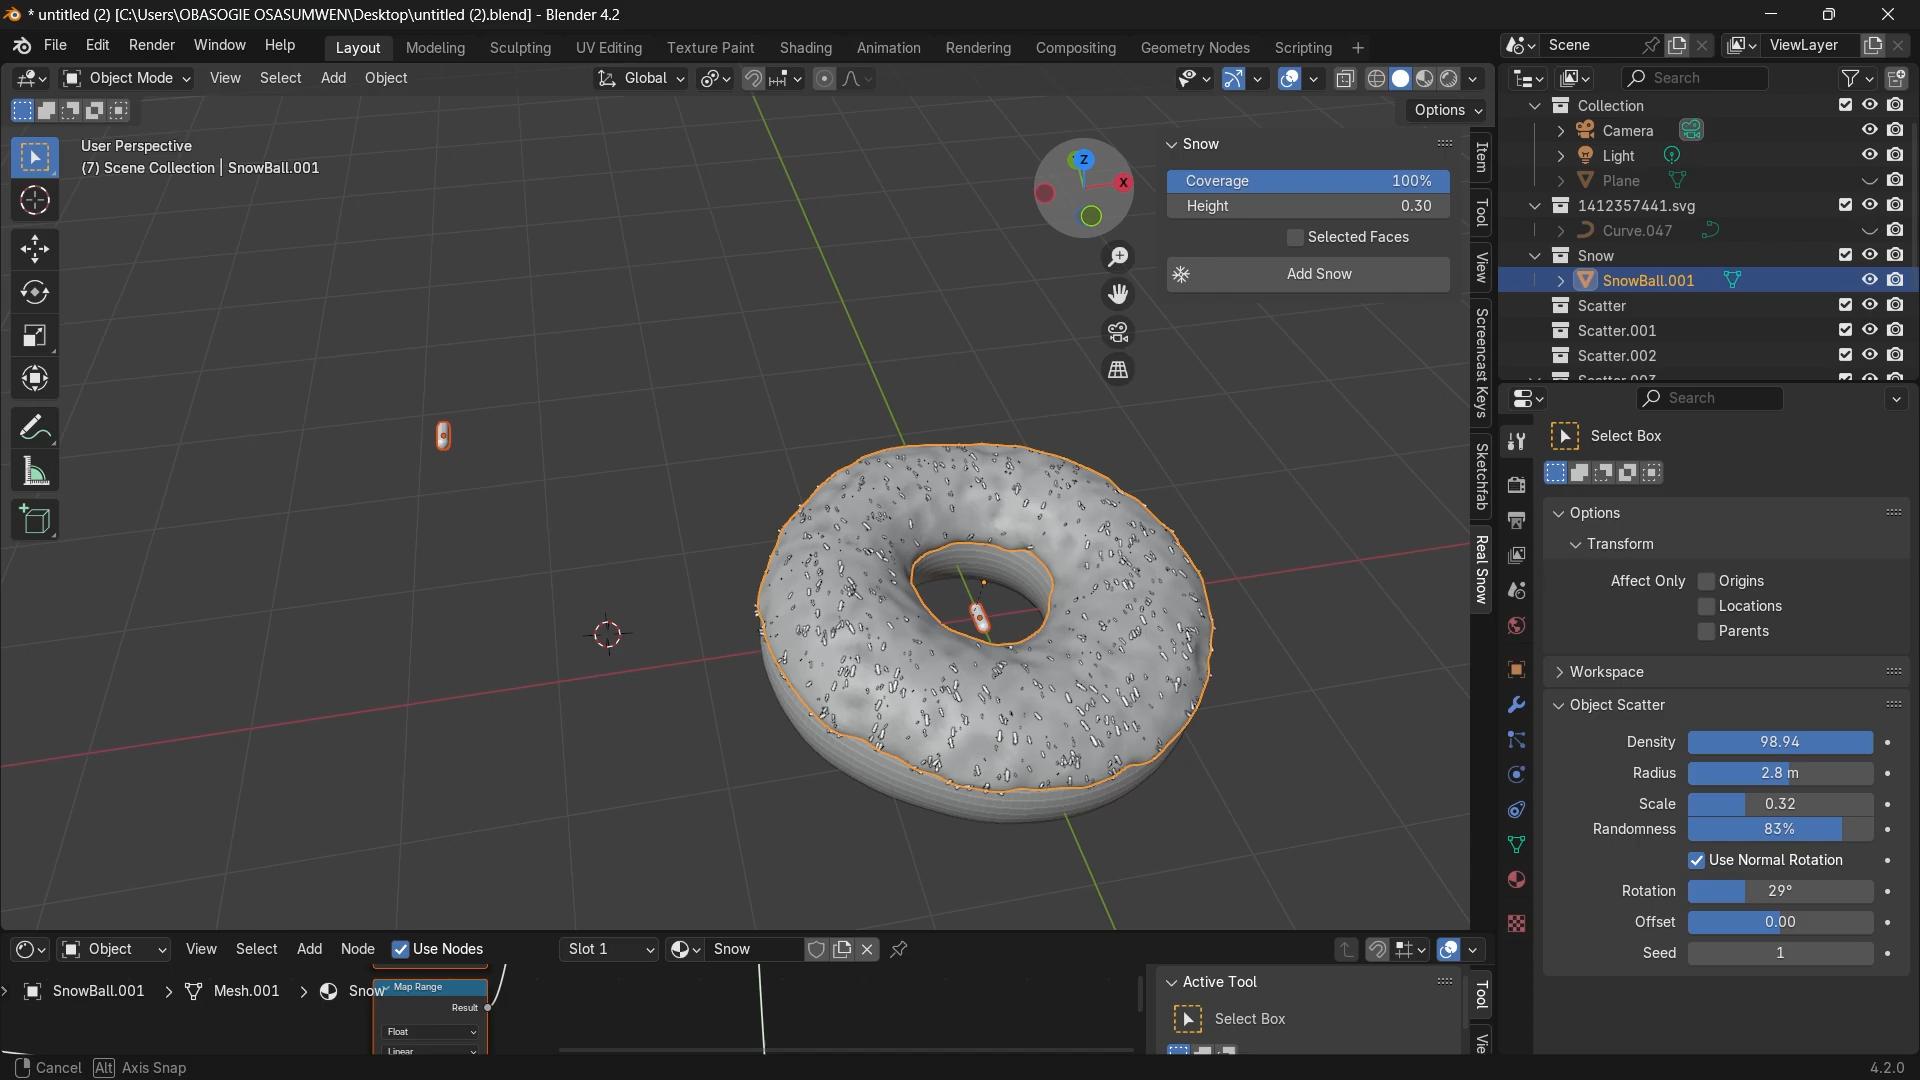 * untitled (2) [C:\Users\OBASOGIE OSASUMWEN\Desktop\untitled (2).blend] - Blender 4.2
File Edit Render Window Help Layout Modeling Sculpting UV Editing Texture Paint Shading Animation Rendering Compositing Geometry Nodes Scripting + Scene ViewLayer
Object Mode View Select Add Object Global Search
Options
User Perspective
(7) Scene Collection | SnowBall.001
Z
X
Snow
Coverage 100%
Height 0.30
Selected Faces
Add Snow
Item
Tool
View
Screencast Keys
Sketchfab
Real Snow
Collection
Camera
Light
Plane
1412357441.svg
Curve.047
Snow
SnowBall.001
Scatter
Scatter.001
Scatter.002
Search
Select Box
Options
Transform
Affect Only Origins
Locations
Parents
Workspace
Object Scatter
Density 98.94
Radius 2.8 m
Scale 0.32
Randomness 83%
Use Normal Rotation
Rotation 29°
Offset 0.00
Seed 1
Object View Select Add Node Use Nodes Slot 1 Snow
SnowBall.001 > Mesh.001 > Snow
Map Range
Result
Float
Linear
Active Tool
Select Box
Tool
Vie
Cancel Alt Axis Snap
4.2.0